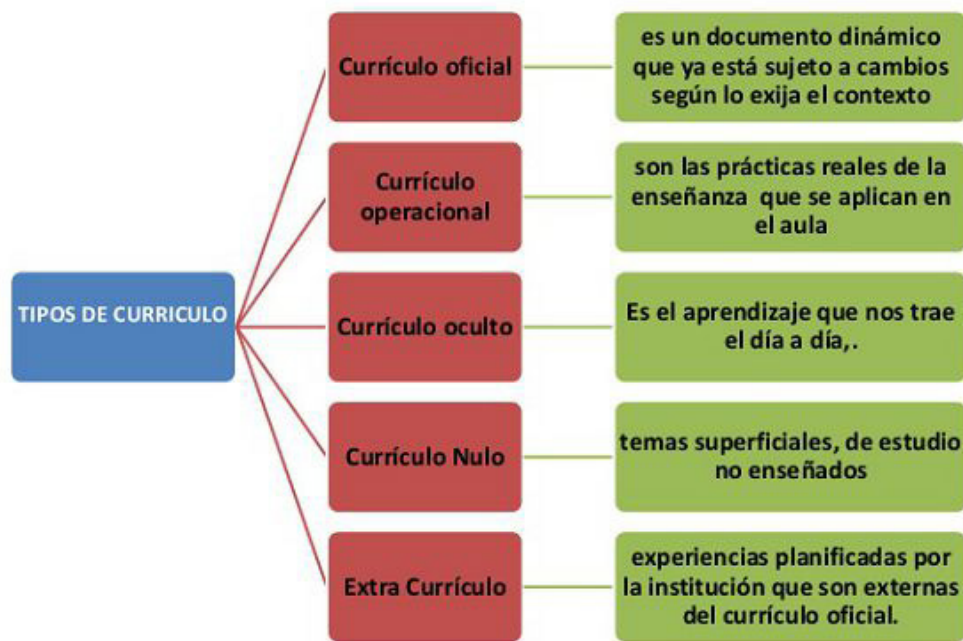 TIPOS DE CURRICULO
Currículo oficial
es un documento dinámico
que ya está sujeto a cambios
según lo exija el contexto
Currículo
operacional
son las prácticas reales de la
enseñanza que se aplican en
el aula
Currículo oculto
Es el aprendizaje que nos trae
el día a día,.
Currículo Nulo
temas superficiales, de estudio
no enseñados
Extra Currículo
experiencias planificadas por
la institución que son externas
del currículo oficial.